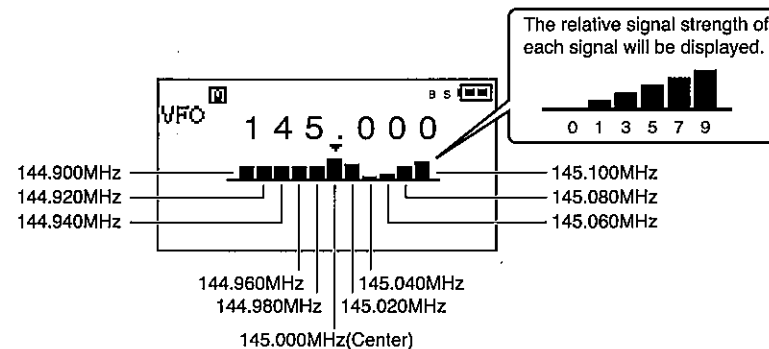 The relative signal strength of
each signal will be displayed.
0 1 3 5 7 9
B S
VFO
145.000
144.900MHz
144.920MHz
144.940MHz
145.100MHz
145.080MHz
145.060MHz
144.960MHz
145.040MHz
144.980MHz
145.020MHz
145.000MHz(Center)